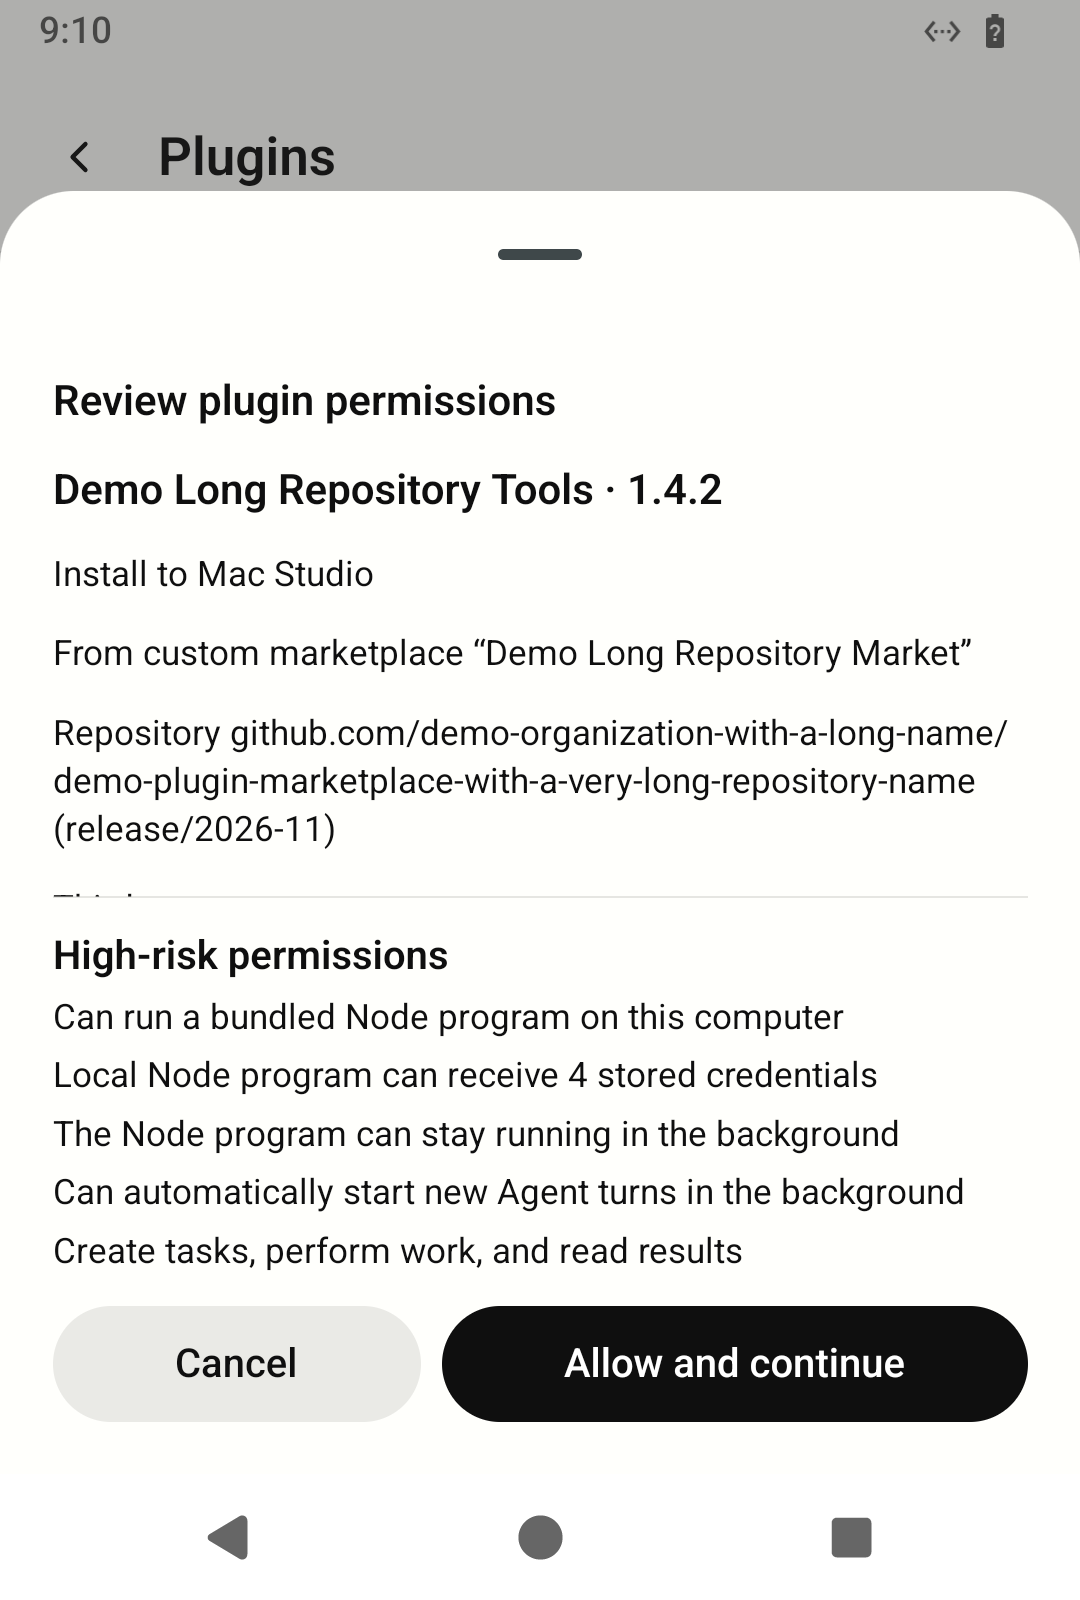 9:10
Plugins
Review plugin permissions
Demo Long Repository Tools · 1.4.2
Install to Mac Studio
From custom marketplace “Demo Long Repository Market”
Repository github.com/demo-organization-with-a-long-name/
demo-plugin-marketplace-with-a-very-long-repository-name
(release/2026-11)
High-risk permissions
Can run a bundled Node program on this computer
Local Node program can receive 4 stored credentials
The Node program can stay running in the background
Can automatically start new Agent turns in the background
Create tasks, perform work, and read results
Cancel
Allow and continue